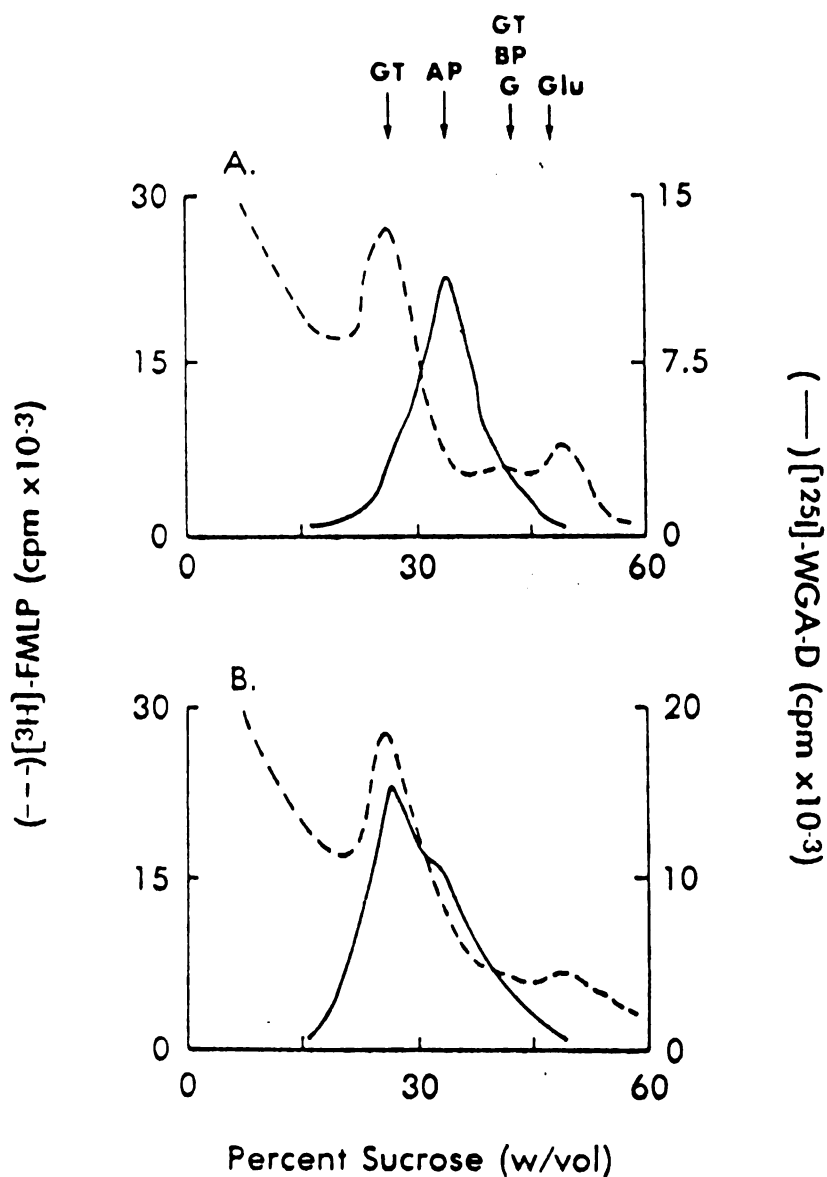 GT
BP
GT AP G Glu
A.
30 15
15 7.5
0 0
0 30 60
B.
30 20
15 10
0 0
0 30 60
Percent Sucrose (w/vol)
(---)[3H]-FMLP (cpm x10-3)
(—)[125I]-WGA-D (cpm x10-3)